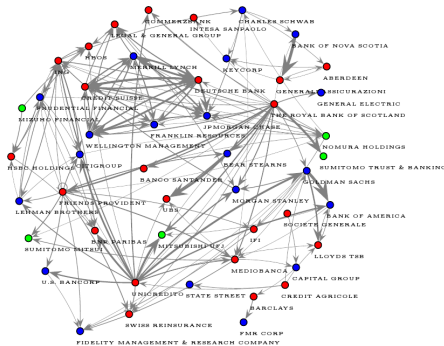 COMMERZBANK
CHARLES SCHWAB
INTESA SANPAOLO
LEGAL & GENERAL GROUP
BANK OF NOVA SCOTIA
RBOS
MERRILL LYNCH
ING
KEYCORP
ABERDEEN
CREDIT SUISSE
DEUTSCHE BANK
GENERALI ASSICURAZIONI
GENERAL ELECTRIC
PRUDENTIAL FINANCIAL
THE ROYAL BANK OF SCOTLAND
MIZUHO FINANCIAL
JPMORGAN CHASE
FRANKLIN RESOURCES
WELLINGTON MANAGEMENT
NOMURA HOLDINGS
BEAR STEARNS
HSBC HOLDINGS
CITIGROUP
SUMITOMO TRUST & BANKING
BANCO SANTANDER
GOLDMAN SACHS
FRIENDS PROVIDENT
MORGAN STANLEY
LEHMAN BROTHERS
UBS
BANK OF AMERICA
SOCIETE GENERALE
BNP PARIBAS
IFI
SUMITOMO MITSUI
MITSUBISHI UFJ
LLOYDS TSB
MEDIOBANCA
CAPITAL GROUP
U.S. BANCORP
UNICREDITO
STATE STREET
CREDIT AGRICOLE
BARCLAYS
SWISS REINSURANCE
FMR CORP
FIDELITY MANAGEMENT & RESEARCH COMPANY